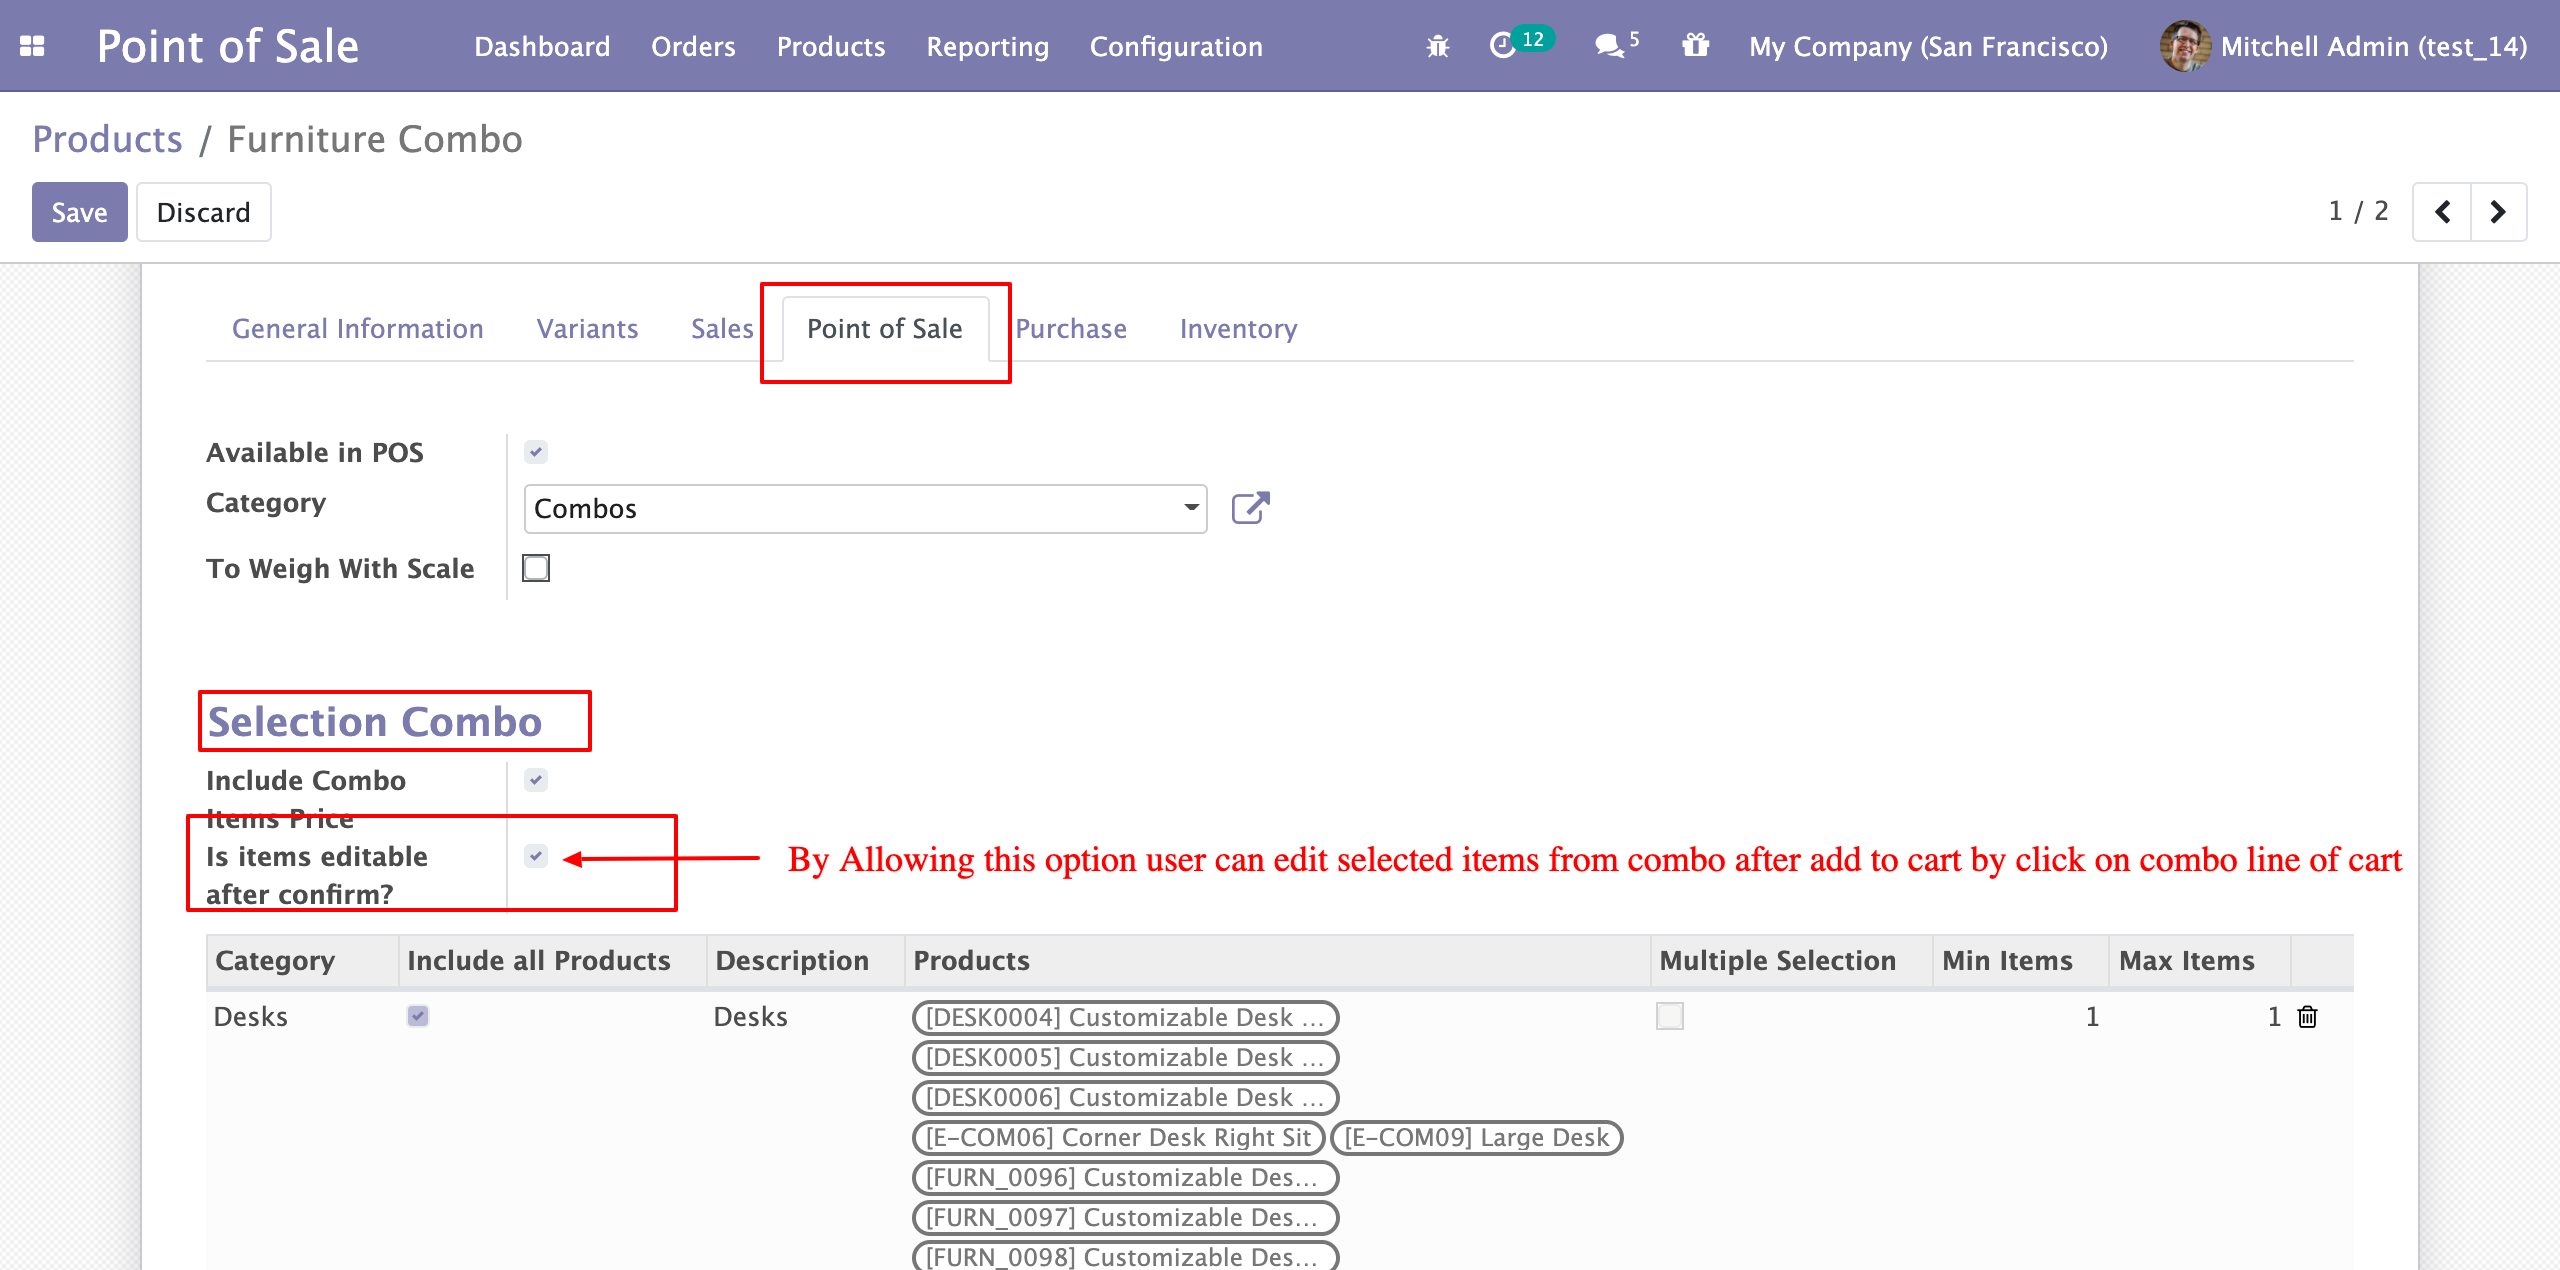 Point of Sale Dashboard Orders Products Reporting Configuration 12 5 My Company (San Francisco) Mitchell Admin (test_14)
Products / Furniture Combo
Save Discard 1 / 2
General Information Variants Sales Point of Sale Purchase Inventory
Available in POS
Category Combos
To Weigh With Scale
Selection Combo
Include Combo
Items Price
Is items editable
after confirm?
By Allowing this option user can edit selected items from combo after add to cart by click on combo line of cart
Category Include all Products Description Products Multiple Selection Min Items Max Items
Desks Desks [DESK0004] Customizable Desk ... 1 1
[DESK0005] Customizable Desk ...
[DESK0006] Customizable Desk ...
[E-COM06] Corner Desk Right Sit [E-COM09] Large Desk
[FURN_0096] Customizable Des...
[FURN_0097] Customizable Des...
[FURN_0098] Customizable Des...